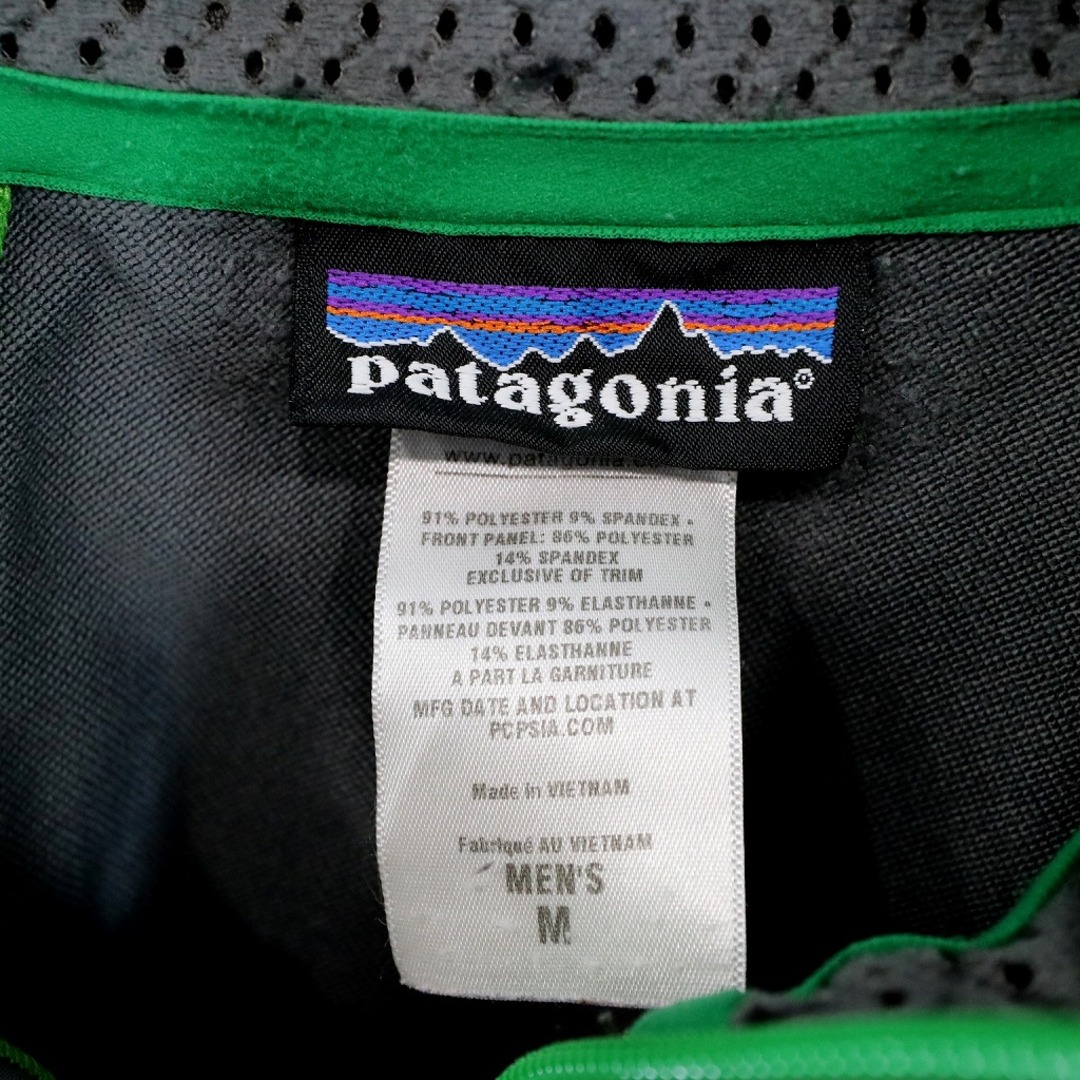 patagonia®
91% POLYESTER 9% SPANDEX •
FRONT PANEL: 86% POLYESTER
14% SPANDEX
EXCLUSIVE OF TRIM
91% POLYESTER 9% ELASTHANNE •
PANNEAU DEVANT 86% POLYESTER
14% ELASTHANNE
A PART LA GARNITURE
MFG DATE AND LOCATION AT
PCPSIA.COM
Made in VIETNAM
Fabriqué AU VIETNAM
MEN'S
M